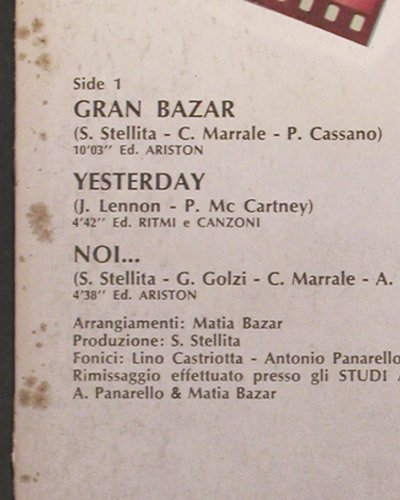 Side 1
GRAN BAZAR
(S. Stellita - C. Marrale - P. Cassano)
10'03'' Ed. ARISTON
YESTERDAY
(J. Lennon - P. Mc Cartney)
4'42'' Ed. RITMI e CANZONI
NOI...
(S. Stellita - G. Golzi - C. Marrale - A.
4'38'' Ed. ARISTON
Arrangiamenti: Matia Bazar
Produzione: S. Stellita
Fonici: Lino Castriotta - Antonio Panarello
Rimissaggio effettuato presso gli STUDI
A. Panarello & Matia Bazar